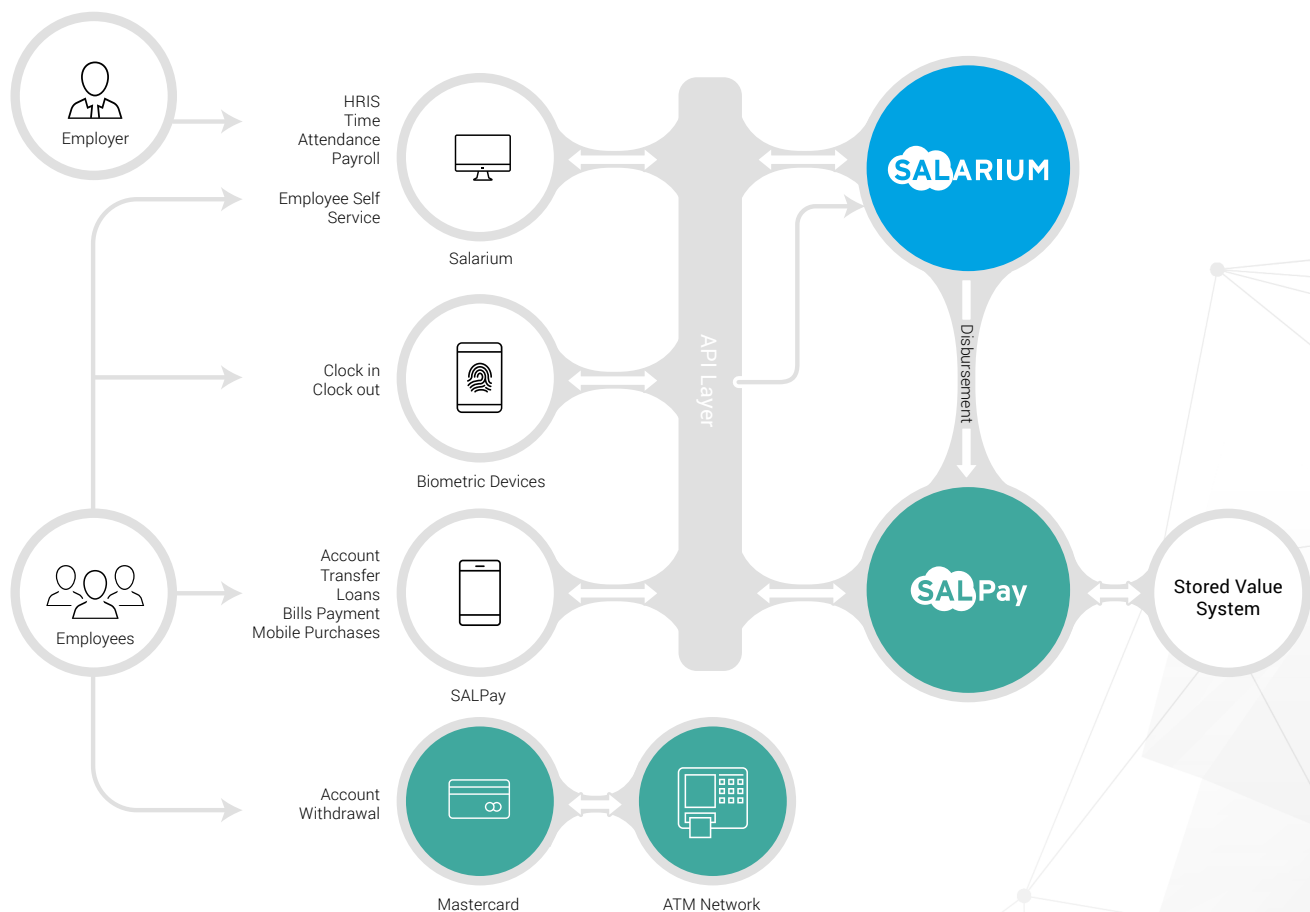 Employer
HRIS
Time
Attendance
Payroll
Employee Self
Service
Salarium
SALARIUM
Clock in
Clock out
Biometric Devices
API Layer
Disbursement
Employees
Account
Transfer
Loans
Bills Payment
Mobile Purchases
SALPay
SALPay
Stored Value
System
Account
Withdrawal
Mastercard
ATM Network